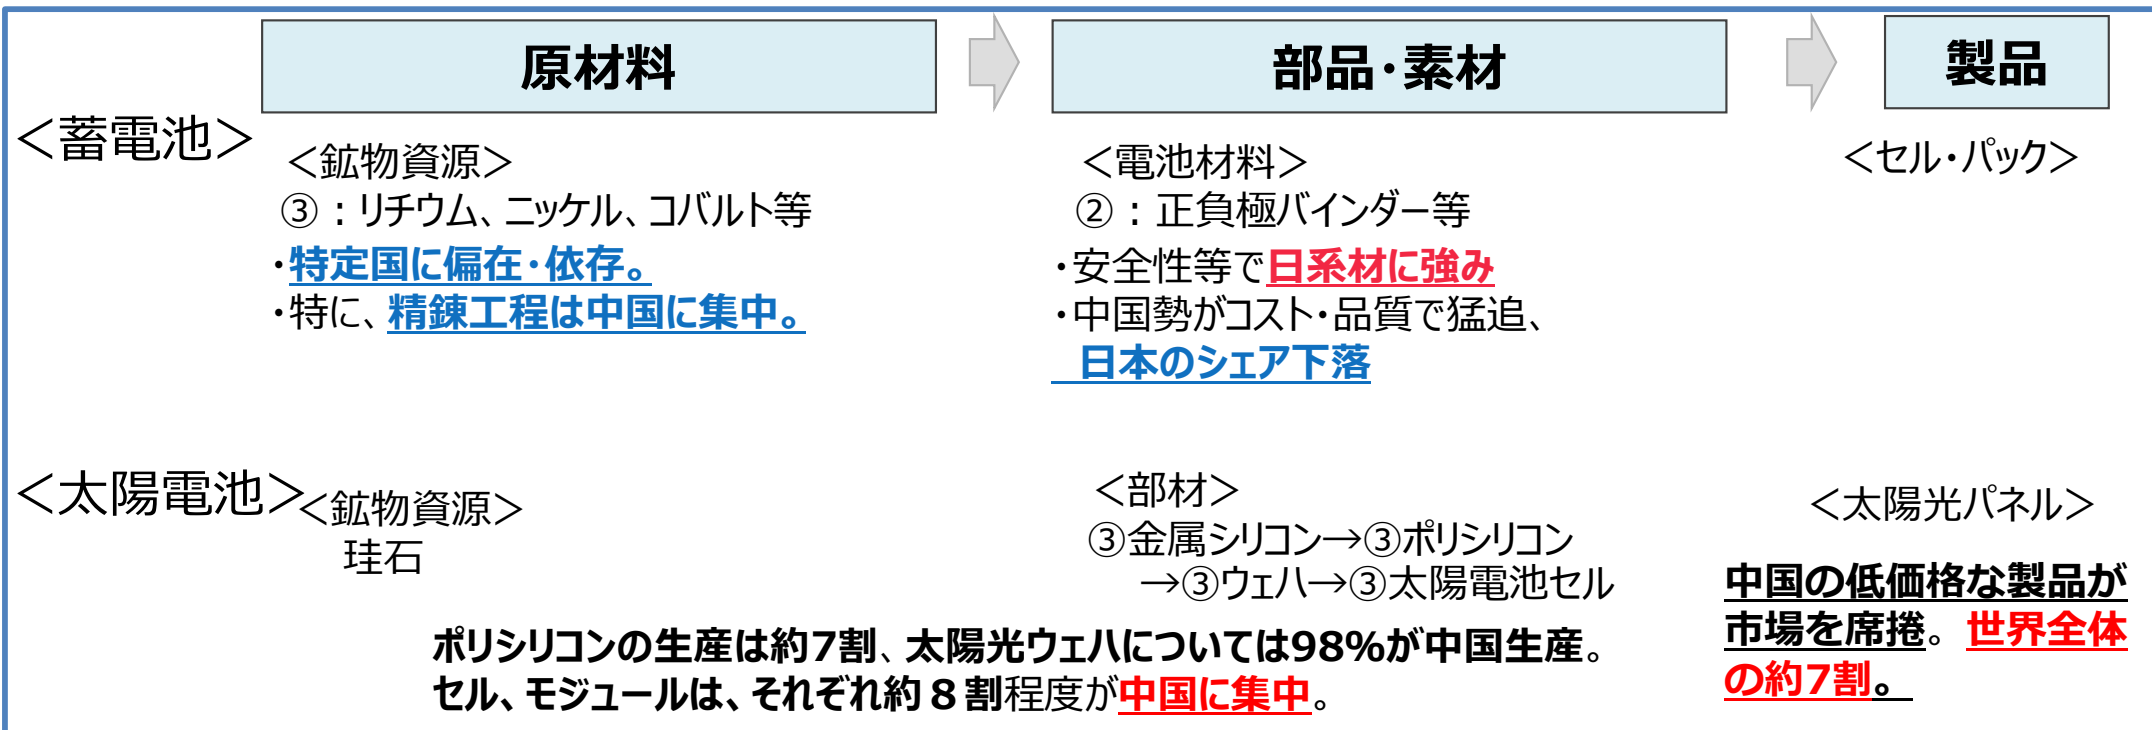 原材料
部品・素材
製品
＜蓄電池＞
＜鉱物資源＞
③：リチウム、ニッケル、コバルト等
・特定国に偏在・依存。
・特に、精錬工程は中国に集中。
＜電池材料＞
②：正負極バインダー等
・安全性等で日系材に強み
・中国勢がコスト・品質で猛追、
日本のシェア下落
＜セル・パック＞
＜太陽電池＞
＜鉱物資源＞
珪石
＜部材＞
③金属シリコン→③ポリシリコン
→③ウェハ→③太陽電池セル
ポリシリコンの生産は約7割、太陽光ウェハについては98%が中国生産。
セル、モジュールは、それぞれ約８割程度が中国に集中。
＜太陽光パネル＞
中国の低価格な製品が
市場を席捲。世界全体
の約7割。